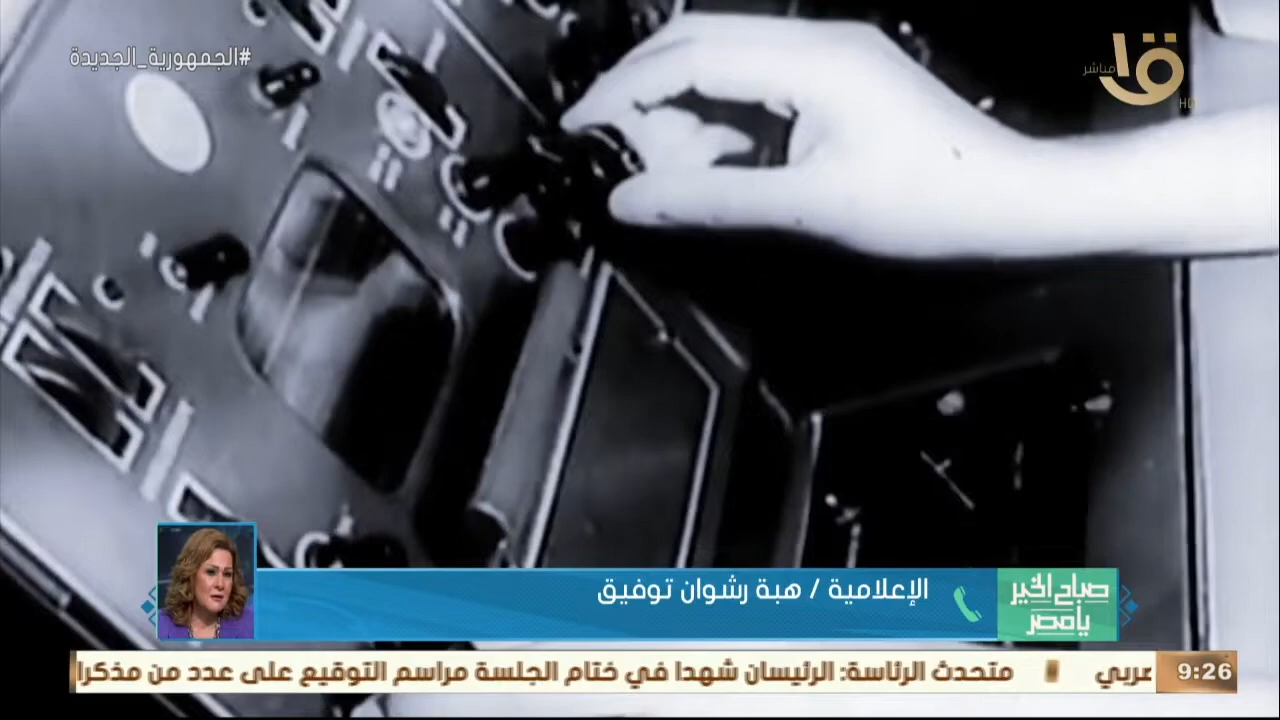 #الجمهورية_الجديدة
مباشر
HD
الإعلامية / هبة رشوان توفيق
صباح الخير
يا مصر
9:26
عربي
متحدث الرئاسة: الرئيسان شهدا في ختام الجلسة مراسم التوقيع على عدد من مذكرا